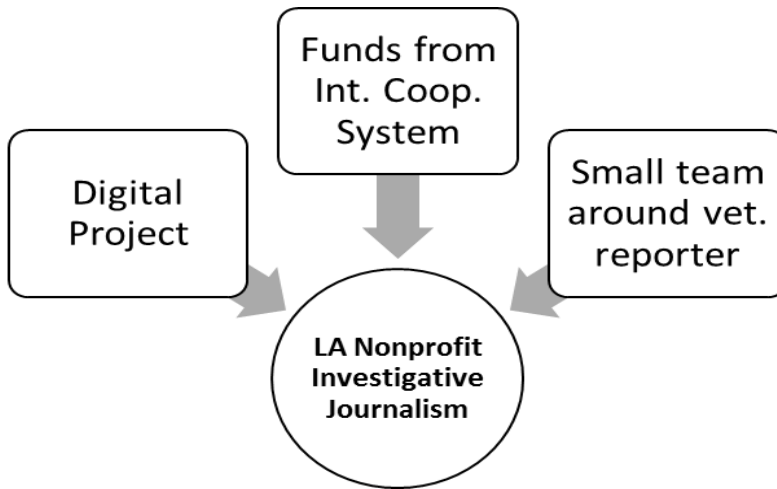 Funds from
Int. Coop.
System
Digital
Project
Small team
around vet.
reporter
LA Nonprofit
Investigative
Journalism